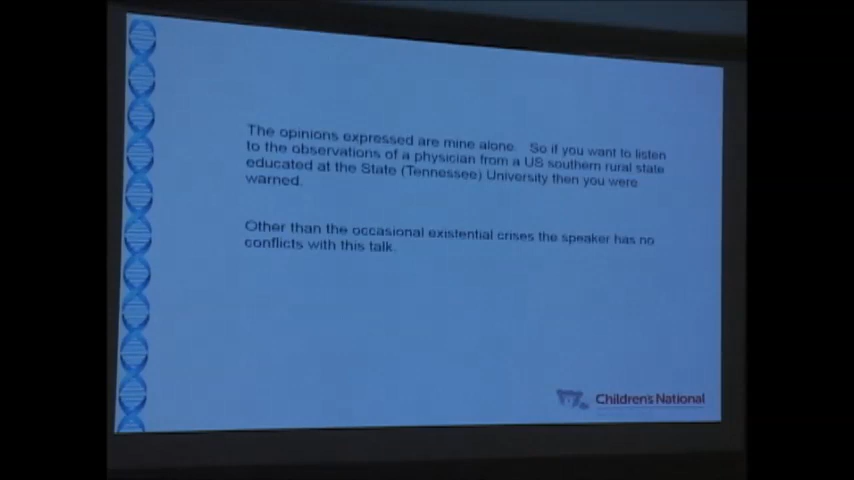 The opinions expressed are mine alone. So if you want to listen
to the observations of a physician from a US southern rural state
educated at the State (Tennessee) University then you were
warned.
Other than the occasional existential crises the speaker has no
conflicts with this talk.
Children's National